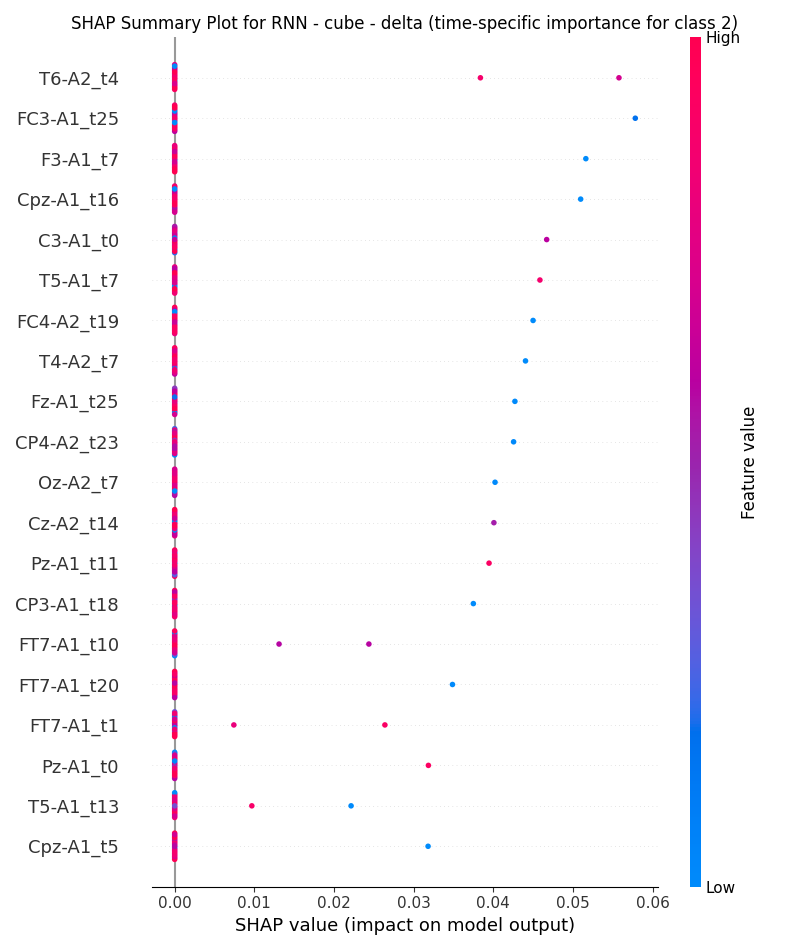 SHAP Summary Plot for RNN - cube - delta (time-specific importance for class 2)
High
T6-A2_t4
FC3-A1_t25
F3-A1_t7
Cpz-A1_t16
C3-A1_t0
T5-A1_t7
FC4-A2_t19
T4-A2_t7
Fz-A1_t25
CP4-A2_t23
Oz-A2_t7
Cz-A2_t14
Pz-A1_t11
CP3-A1_t18
FT7-A1_t10
FT7-A1_t20
FT7-A1_t1
Pz-A1_t0
T5-A1_t13
Cpz-A1_t5
Feature value
Low
0.00 0.01 0.02 0.03 0.04 0.05 0.06
SHAP value (impact on model output)